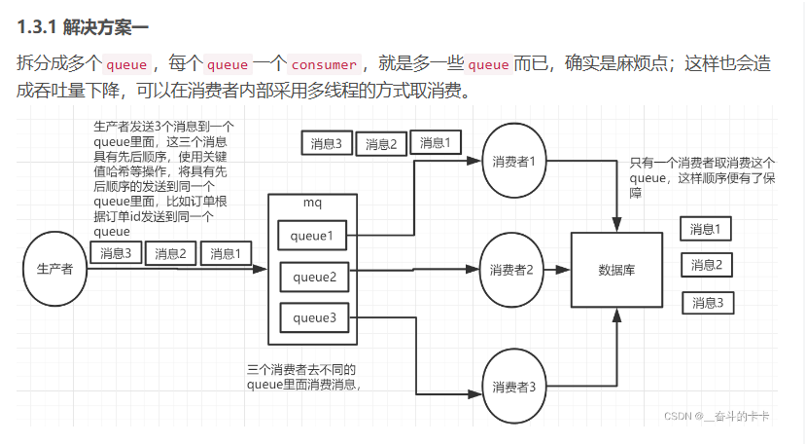 1.3.1 解决方案一
拆分成多个queue，每个queue一个consumer，就是多一些queue而已，确实是麻烦点；这样也会造
成吞吐量下降，可以在消费者内部采用多线程的方式取消费。
生产者发送3个消息到一个
queue里面，这三个消息
具有先后顺序，使用关键
值哈希等操作，将具有先
后顺序的发送到同一个
queue里面，比如订单根
据订单id发送到同一个
queue
消息3 消息2 消息1
生产者
消息3 消息2 消息1
mq
queue1
queue2
queue3
三个消费者去不同的
queue里面消费消息，
消费者1
消费者2
消费者3
只有一个消费者取消费这个
queue，这样顺序便有了保
障
数据库
消息1
消息2
消息3
CSDN @__奋斗的卡卡